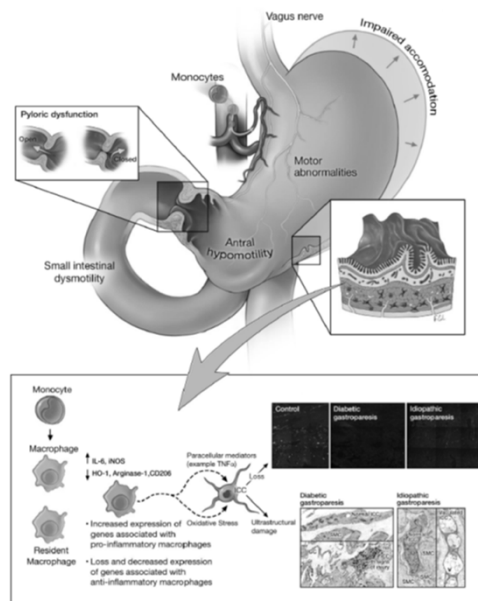 Vagus nerve
Impaired accomodation
Monocytes
Pyloric dysfunction
Open
Closed
Motor
abnormalities
Antral
hypomotility
Small intestinal
dysmotility
Monocyte
Macrophage
↑ IL-6, iNOS
↓ HO-1, Arginase-1,CD206
Resident
Macrophage
• Increased expression of
genes associated with
pro-inflammatory macrophages
• Loss and decreased expression
of genes associated with
anti-inflammatory macrophages
Paracellular mediators
(example TNFα)
ICC
Oxidative Stress
Loss
Ultrastructural
damage
Control
Diabetic
gastroparesis
Idiopathic
gastroparesis
Diabetic
gastroparesis
Idiopathic
gastroparesis
SMC
SMC